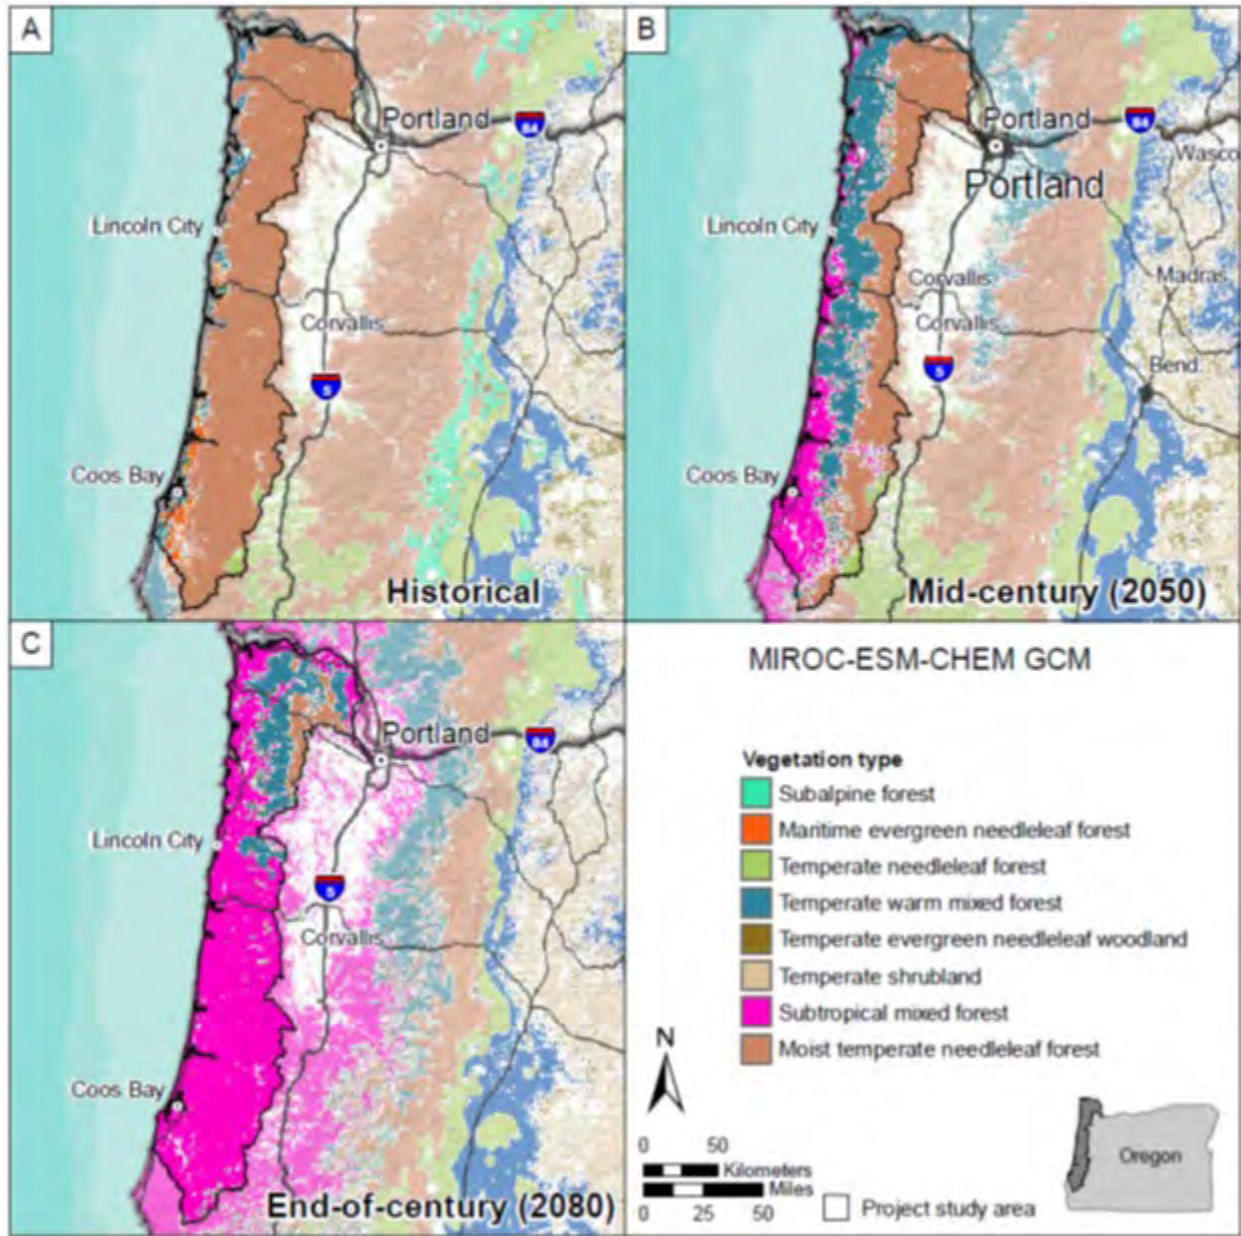 A
Portland
84
Lincoln City
Corvallis
5
Coos Bay
Historical
B
Portland
84
Wasco
Portland
Lincoln City
Corvallis
Madras
Corvallis
5
Bend
Coos Bay
Mid-century (2050)
C
Portland
84
Lincoln City
5
Corvallis
Coos Bay
End-of-century (2080)
MIROC-ESM-CHEM GCM
Vegetation type
Subalpine forest
Maritime evergreen needleleaf forest
Temperate needleleaf forest
Temperate warm mixed forest
Temperate evergreen needleleaf woodland
Temperate shrubland
Subtropical mixed forest
Moist temperate needleleaf forest
N
0 50
Kilometers
Miles
0 25 50
Project study area
Oregon